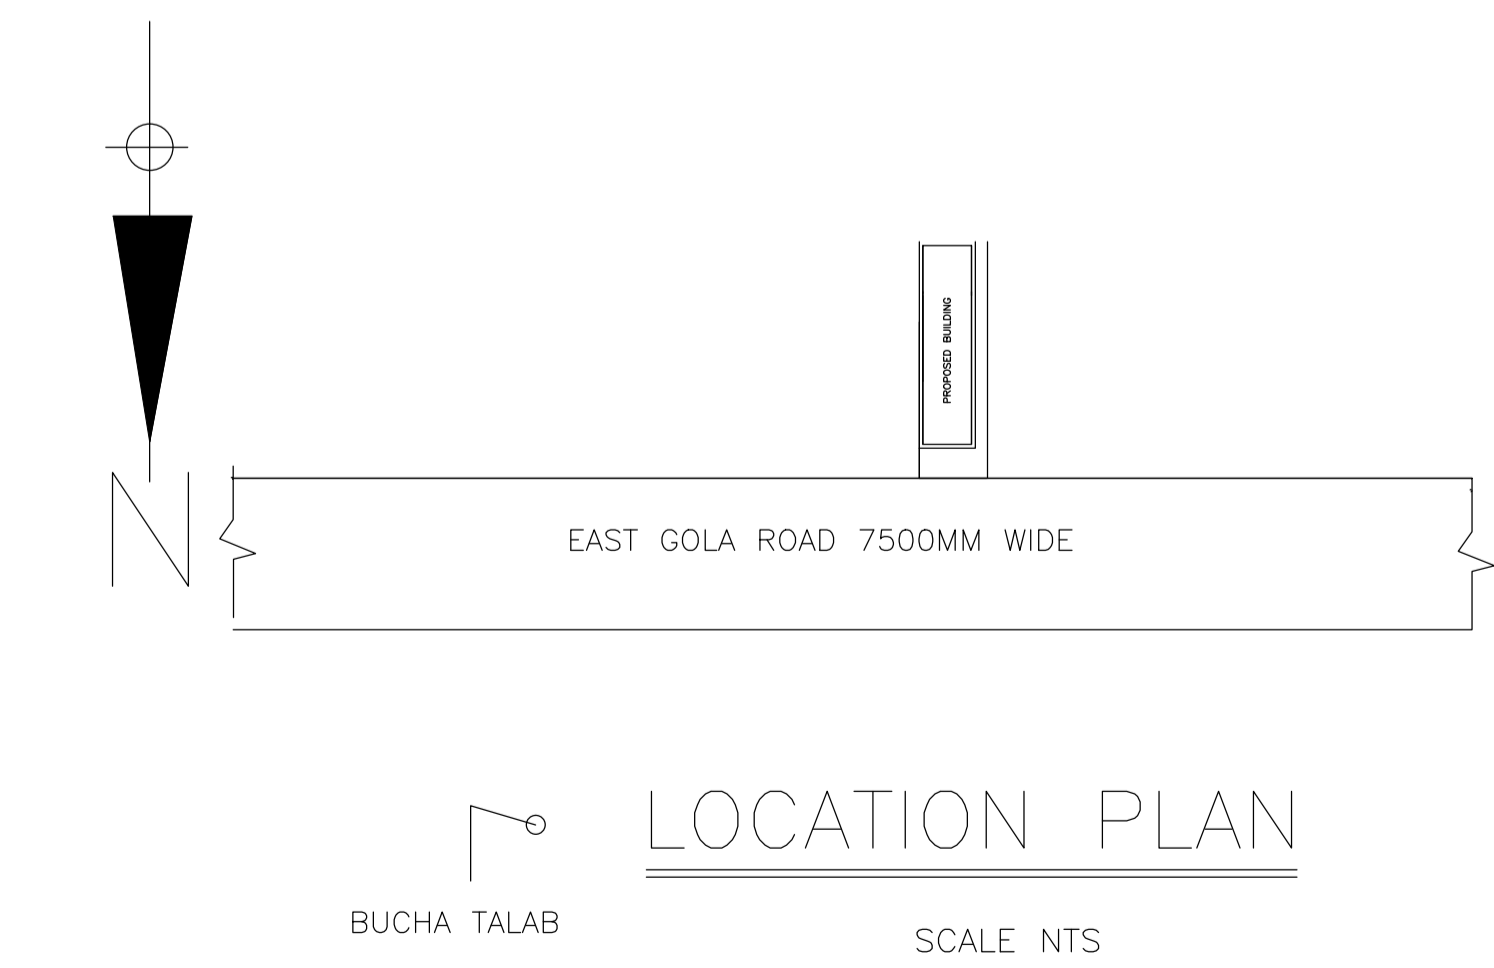 PROPOSED BUILDING
N
EAST GOLA ROAD 7500MM WIDE
LOCATION PLAN
BUCHA TALAB
SCALE NTS